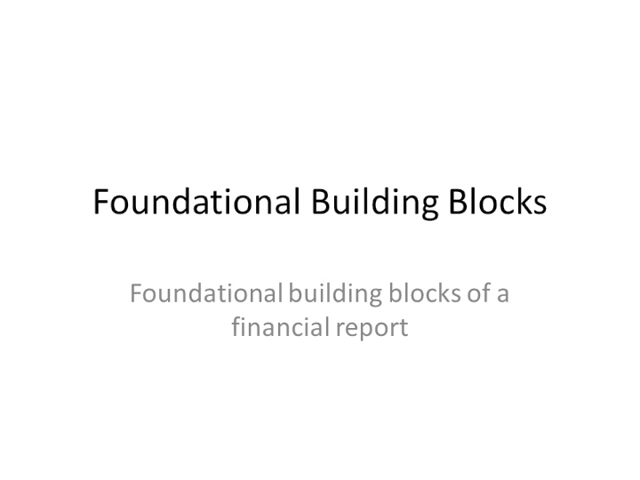 Foundational Building Blocks
Foundational building blocks of a
financial report